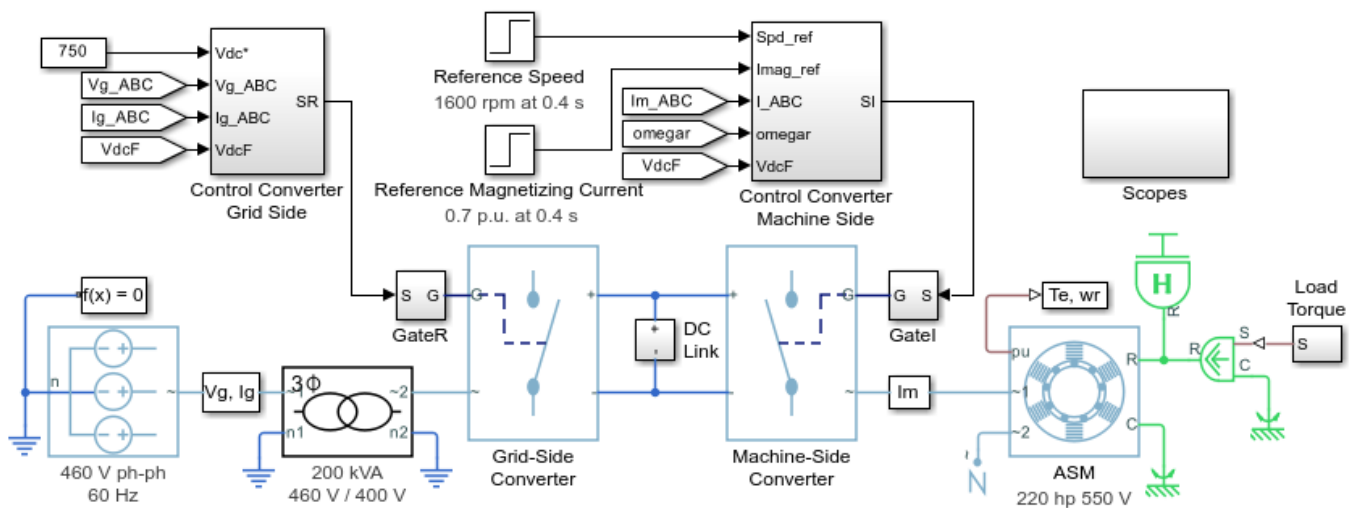 750
Vdc*
Vg_ABC
Vg_ABC
Ig_ABC
Ig_ABC
VdcF
VdcF
SR
Control Converter
Grid Side
Reference Speed
1600 rpm at 0.4 s
Reference Magnetizing Current
0.7 p.u. at 0.4 s
Spd_ref
Imag_ref
Im_ABC
I_ABC
omegar
omegar
VdcF
VdcF
SI
Control Converter
Machine Side
Scopes
f(x) = 0
S G
GateR
G
+
-
~
Grid-Side
Converter
+
-
DC
Link
G
+
-
~
Machine-Side
Converter
G S
GateI
Te, wr
H
R
Load
Torque
S
S
R
C
n
- +
- +
- +
~
460 V ph-ph
60 Hz
Vg, Ig
3Φ
~1
~2
n1
n2
200 kVA
460 V / 400 V
Im
pu
~1
~2
R
C
~
N
ASM
220 hp 550 V